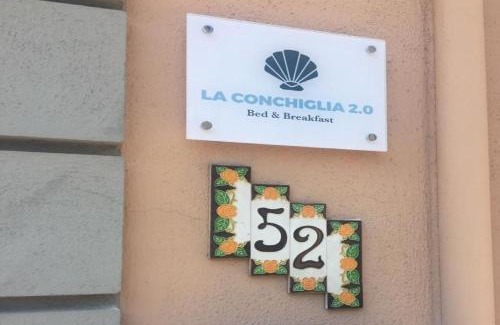 LA CONCHIGLIA 2.0
Bed & Breakfast
52